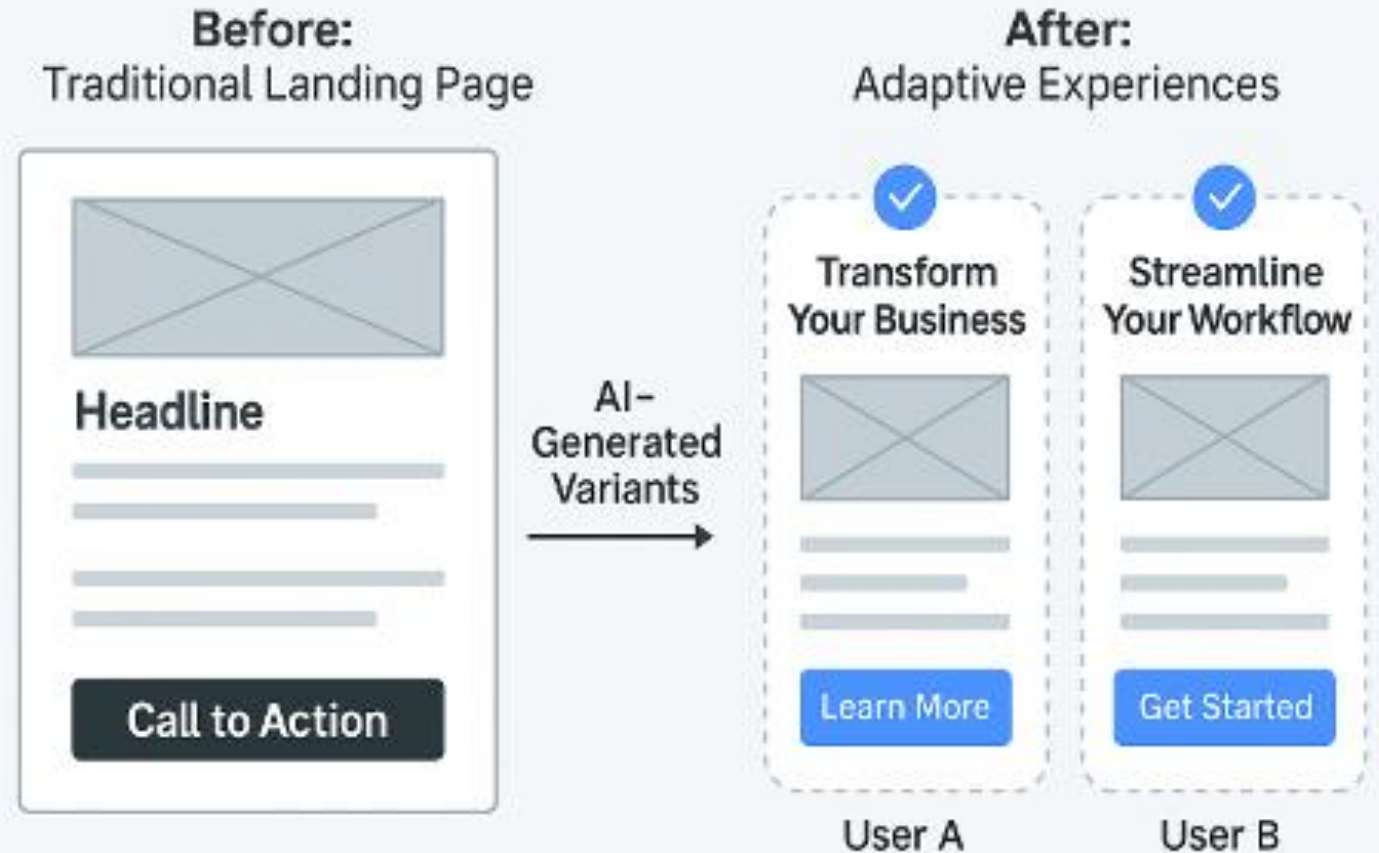 Before:
Traditional Landing Page
Headline
Call to Action
AI–
Generated
Variants
After:
Adaptive Experiences
Transform
Your Business
Learn More
User A
Streamline
Your Workflow
Get Started
User B